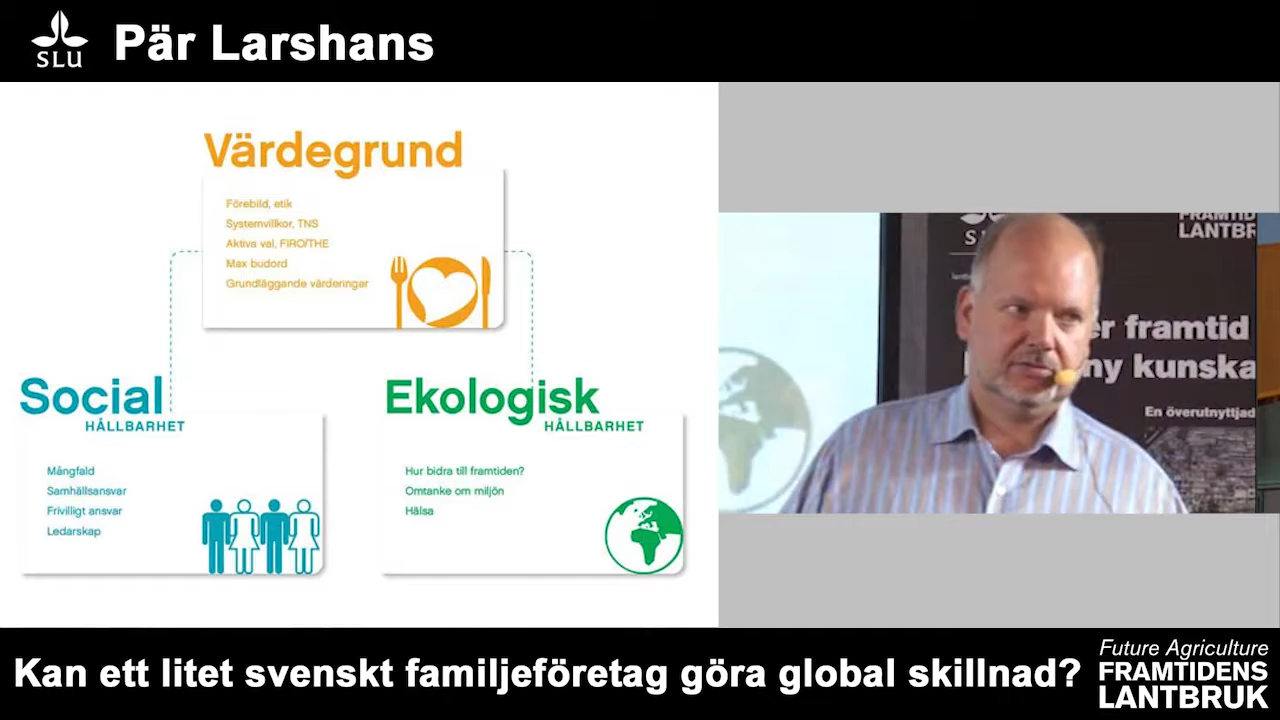 SLU
Pär Larshans
Värdegrund
Förebild, etik
Systemvillkor, TNS
Aktiva val, FIRO/THE
Max budord
Grundläggande värderingar
Social
HÅLLBARHET
Mångfald
Samhällsansvar
Frivilligt ansvar
Ledarskap
Ekologisk
HÅLLBARHET
Hur bidra till framtiden?
Omtanke om miljön
Hälsa
FRAMTID
LANTBR
er framtid
ny kunska
En överutnyttjad
Kan ett litet svenskt familjeföretag göra global skillnad?
Future Agriculture
FRAMTIDENS
LANTBRUK